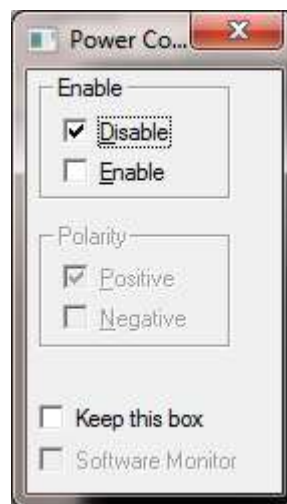 Power Co...
Enable
Disable
Enable
Polarity
Positive
Negative
Keep this box
Software Monitor